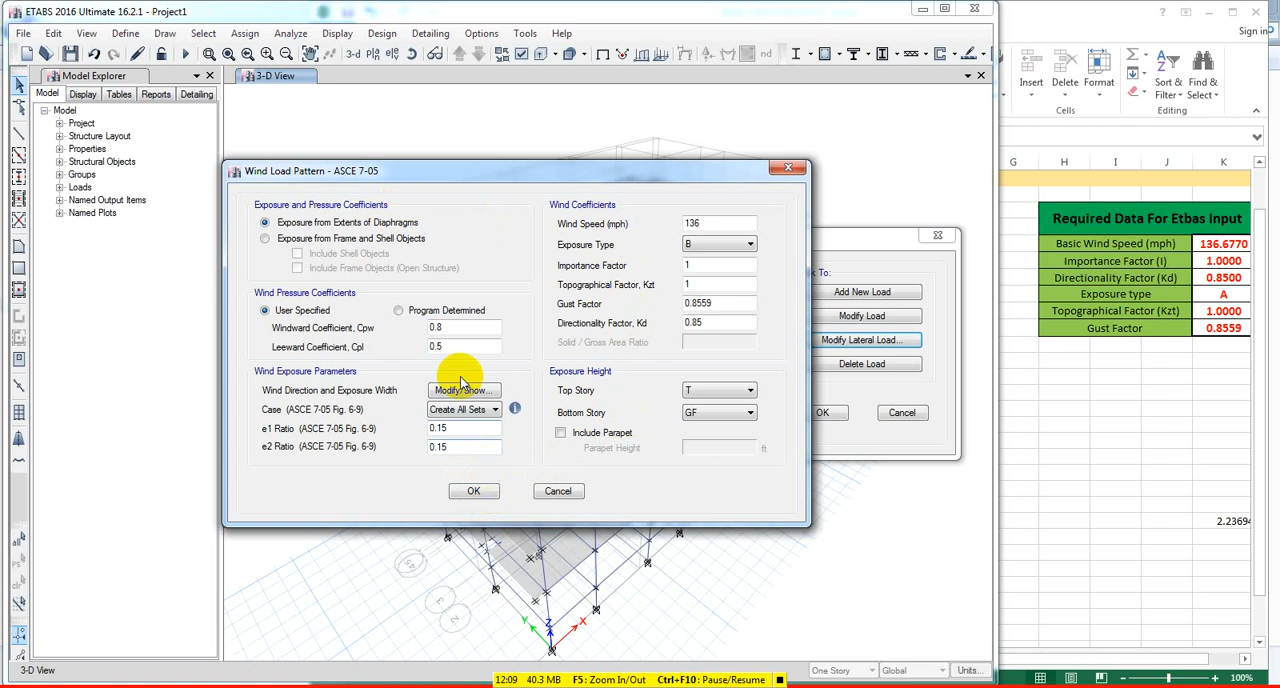 ETABS 2016 Ultimate 16.2.1 - Project1
File Edit View Define Draw Select Assign Analyze Display Design Detailing Options Tools Help
Sign in
3-d
nd
Insert Delete Format Sort & Filter Find & Select
Cells Editing
Model Explorer
3-D View
Model Display Tables Reports Detailing
Model
Project
Structure Layout
Properties
Structural Objects
Groups
Loads
Named Output Items
Named Plots
Wind Load Pattern - ASCE 7-05
Exposure and Pressure Coefficients
Exposure from Extents of Diaphragms
Exposure from Frame and Shell Objects
Include Shell Objects
Include Frame Objects (Open Structure)
Wind Pressure Coefficients
User Specified Program Determined
Windward Coefficient, Cpw 0.8
Leeward Coefficient, Cpl 0.5
Wind Exposure Parameters
Wind Direction and Exposure Width Modify/Show...
Case (ASCE 7-05 Fig. 6-9) Create All Sets
e1 Ratio (ASCE 7-05 Fig. 6-9) 0.15
e2 Ratio (ASCE 7-05 Fig. 6-9) 0.15
Wind Coefficients
Wind Speed (mph) 136
Exposure Type B
Importance Factor 1
Topographical Factor, Kzt 1
Gust Factor 0.8559
Directionality Factor, Kd 0.85
Solid / Gross Area Ratio
Exposure Height
Top Story T
Bottom Story GF
Include Parapet
Parapet Height ft
OK Cancel
To:
Add New Load
Modify Load
Modify Lateral Load...
Delete Load
OK Cancel
G H I J K
Required Data For Etbas Input
Basic Wind Speed (mph) 136.6770
Importance Factor (I) 1.0000
Directionality Factor (Kd) 0.8500
Exposure type A
Topographical Factor (Kzt) 1.0000
Gust Factor 0.8559
2.23694
Y Z X
3-D View One Story Global Units...
12:09 40.3 MB F5: Zoom In/Out Ctrl+F10: Pause/Resume
100%